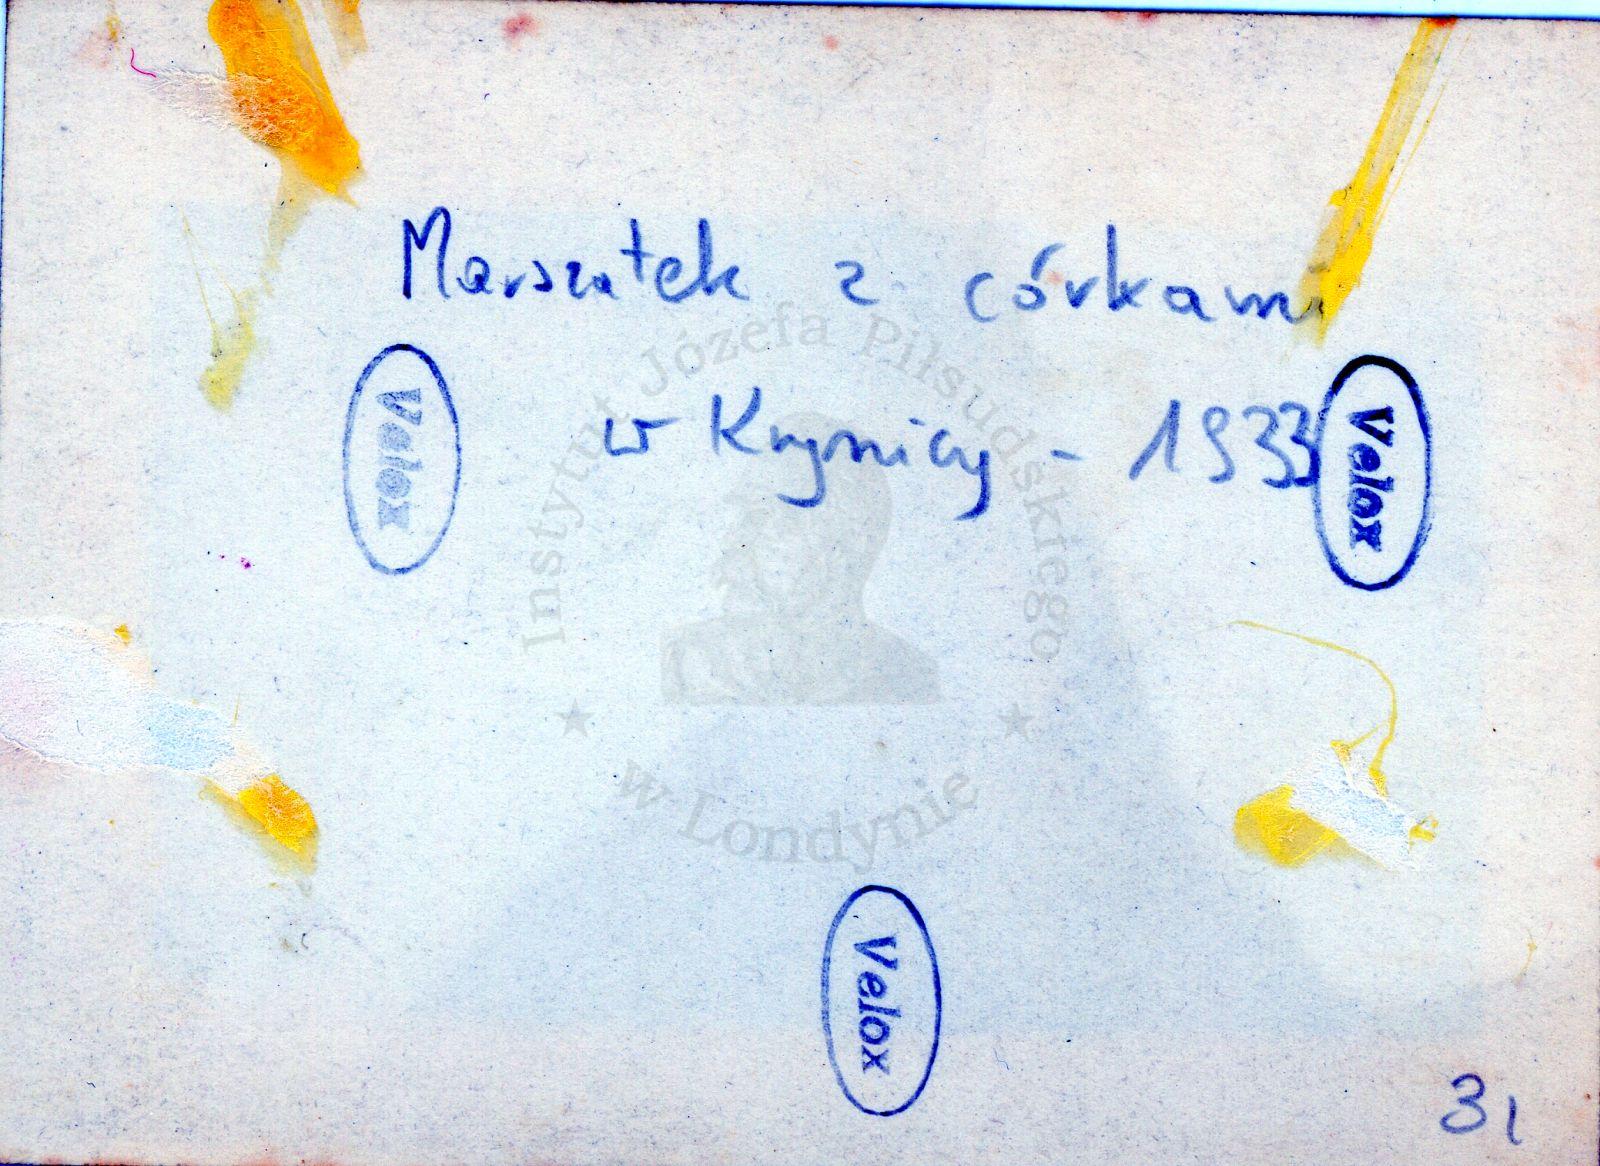 Marszałek z córkami
w Krynicy - 1933
Velox
Velox
Velox
Instytut Józefa Piłsudskiego
w Londynie
31